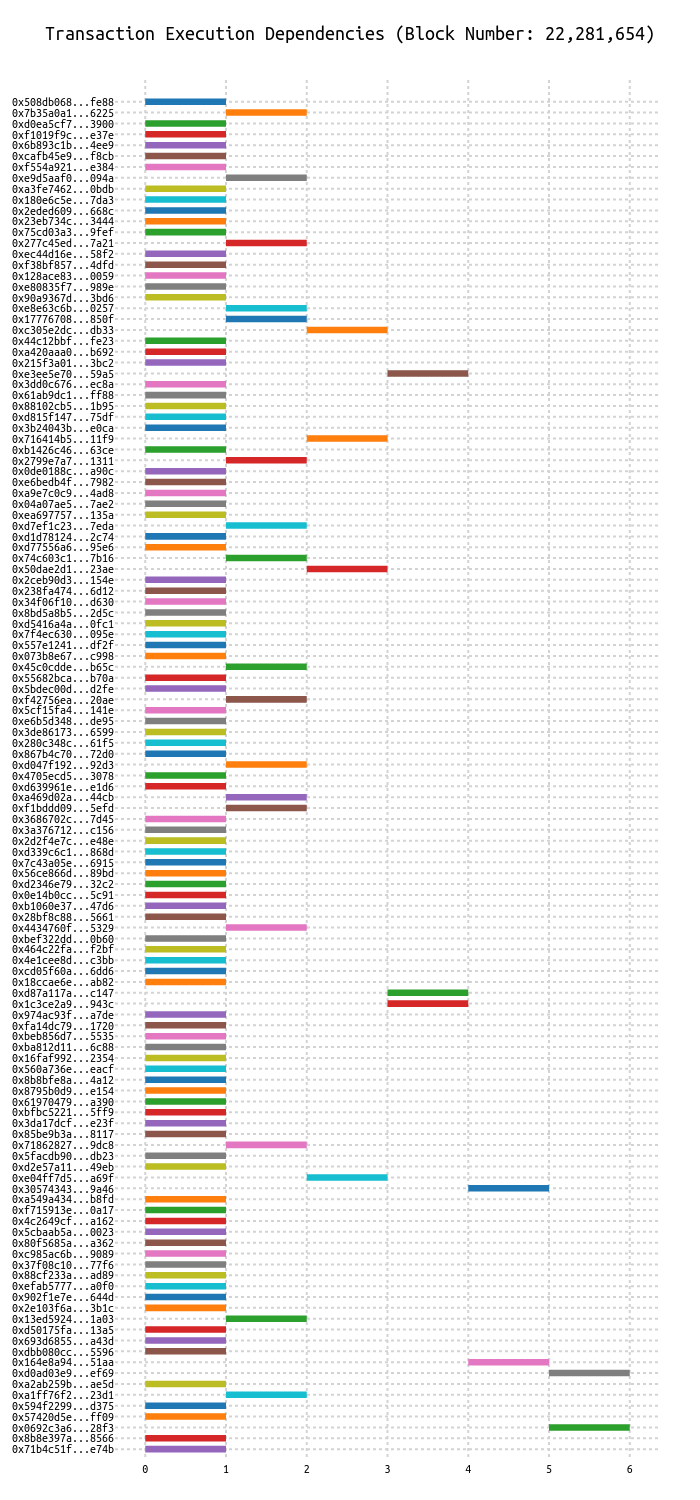 Transaction Execution Dependencies (Block Number: 22,281,654)
0x508db068...fe88
0x7b35a0a1...6225
0xd0ea5cf7...3900
0xf1019f9c...e37e
0x6b893c1b...4ee9
0xcafb45e9...f8cb
0xf554a921...e384
0xe9d5aaf0...094a
0xa3fe7462...0bdb
0x180e6c5e...7da3
0x2eded609...668c
0x23eb734c...3444
0x75cd03a3...9fef
0x277c45ed...7a21
0xec44d16e...58f2
0xf38bf857...4dfd
0x128ace83...0059
0xe80835f7...989e
0x90a9367d...3bd6
0xe8e63c6b...0257
0x17776708...850f
0xc305e2dc...db33
0x44c12bbf...fe23
0xa420aaa0...b692
0x215f3a01...3bc2
0xe3ee5e70...59a5
0x3dd0c676...ec8a
0x61ab9dc1...ff88
0x88102cb5...1b95
0xd815f147...75df
0x3b24043b...e0ca
0x716414b5...11f9
0xb1426c46...63ce
0x2799e7a7...1311
0x0de0188c...a90c
0xe6bedb4f...7982
0xa9e7c0c9...4ad8
0x04a07ae5...7ae2
0xea697757...135a
0xd7ef1c23...7eda
0xd1d78124...2c74
0xd77556a6...95e6
0x74c603c1...7b16
0x50dae2d1...23ae
0x2ceb90d3...154e
0x238fa474...6d12
0x34f06f10...d630
0x8bd5a8b5...2d5c
0xd5416a4a...0fc1
0x7f4ec630...095e
0x557e1241...df2f
0x073b8e67...c998
0x45c0cdde...b65c
0x55682bca...b70a
0x5bdec00d...d2fe
0xf42756ea...20ae
0x5cf15fa4...141e
0xe6b5d348...de95
0x3de86173...6599
0x280c348c...61f5
0x867b4c70...72d0
0xd047f192...92d3
0x4705ecd5...3078
0xd639961e...e1d6
0xa469d02a...44cb
0xf1bddd09...5efd
0x3686702c...7d45
0x3a376712...c156
0x2d2f4e7c...e48e
0xd339c6c1...868d
0x7c43a05e...6915
0x56ce866d...89bd
0xd2346e79...32c2
0x0e14b0cc...5c91
0xb1060e37...47d6
0x28bf8c88...5661
0x4434760f...5329
0xbef322dd...0b60
0x464c22fa...f2bf
0x4e1cee8d...c3bb
0xcd05f60a...6dd6
0x18ccae6e...ab82
0xd87a117a...c147
0x1c3ce2a9...943c
0x974ac93f...a7de
0xfa14dc79...1720
0xbeb856d7...5535
0xba812d11...6c88
0x16faf992...2354
0x560a736e...eacf
0x8b8bfe8a...4a12
0x8795b0d9...e154
0x61970479...a390
0xbfbc5221...5ff9
0x3da17dcf...e23f
0x85be9b3a...8117
0x71862827...9dc8
0x5facdb90...db23
0xd2e57a11...49eb
0xe04ff7d5...a69f
0x30574343...9a46
0xa549a434...b8fd
0xf715913e...0a17
0x4c2649cf...a162
0x5cbaab5a...0023
0x80f5685a...a362
0xc985ac6b...9089
0x37f08c10...77f6
0x88cf233a...ad89
0xefab5777...a0f0
0x902f1e7e...644d
0x2e103f6a...3b1c
0x13ed5924...1a03
0xd50175fa...13a5
0x693d6855...a43d
0xdbb080cc...5596
0x164e8a94...51aa
0xd0ad03e9...ef69
0xa2ab259b...ae5d
0xa1ff76f2...23d1
0x594f2299...d375
0x57420d5e...ff09
0x0692c3a6...28f3
0x8b8e397a...8566
0x71b4c51f...e74b
0 1 2 3 4 5 6